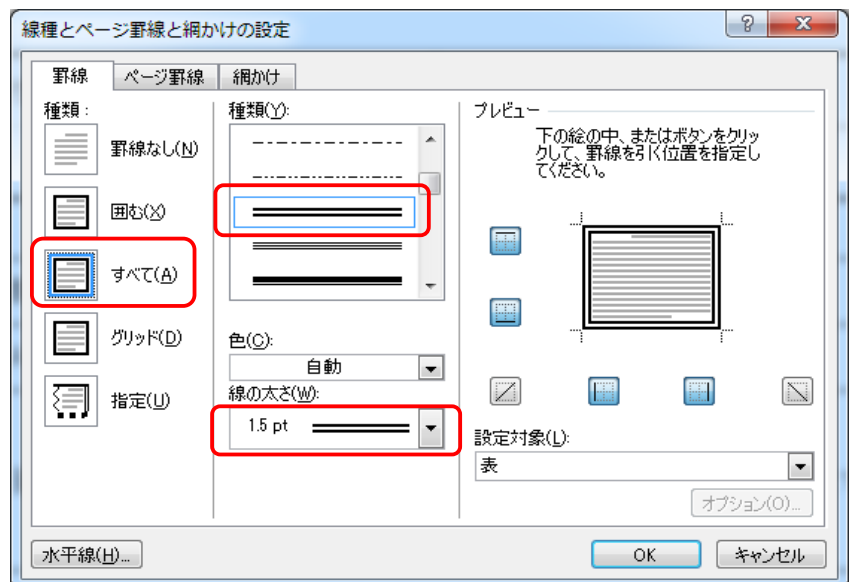 線種とページ罫線と網かけの設定
罫線
ページ罫線
網かけ
種類:
罫線なし(N)
囲む(X)
すべて(A)
グリッド(D)
指定(U)
種類(Y):
色(C):
自動
線の太さ(W):
1.5 pt
プレビュー
下の絵の中、またはボタンをクリッ
クして、罫線を引く位置を指定し
てください。
設定対象(L):
表
オプション(O)...
水平線(H)...
OK
キャンセル